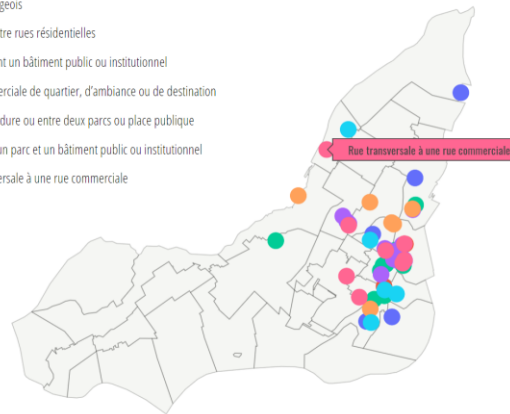 geois
tre rues résidentielles
nt un bâtiment public ou institutionnel
erciale de quartier, d'ambiance ou de destination
dure ou entre deux parcs ou place publique
un parc et un bâtiment public ou institutionnel
ersale à une rue commerciale
Rue transversale à une rue commerciale